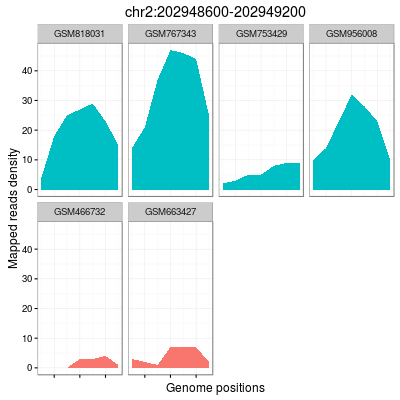 chr2:202948600-202949200
GSM818031 GSM767343 GSM753429 GSM956008
40
30
20
10
0
Mapped reads density
GSM466732 GSM663427
40
30
20
10
0
Genome positions